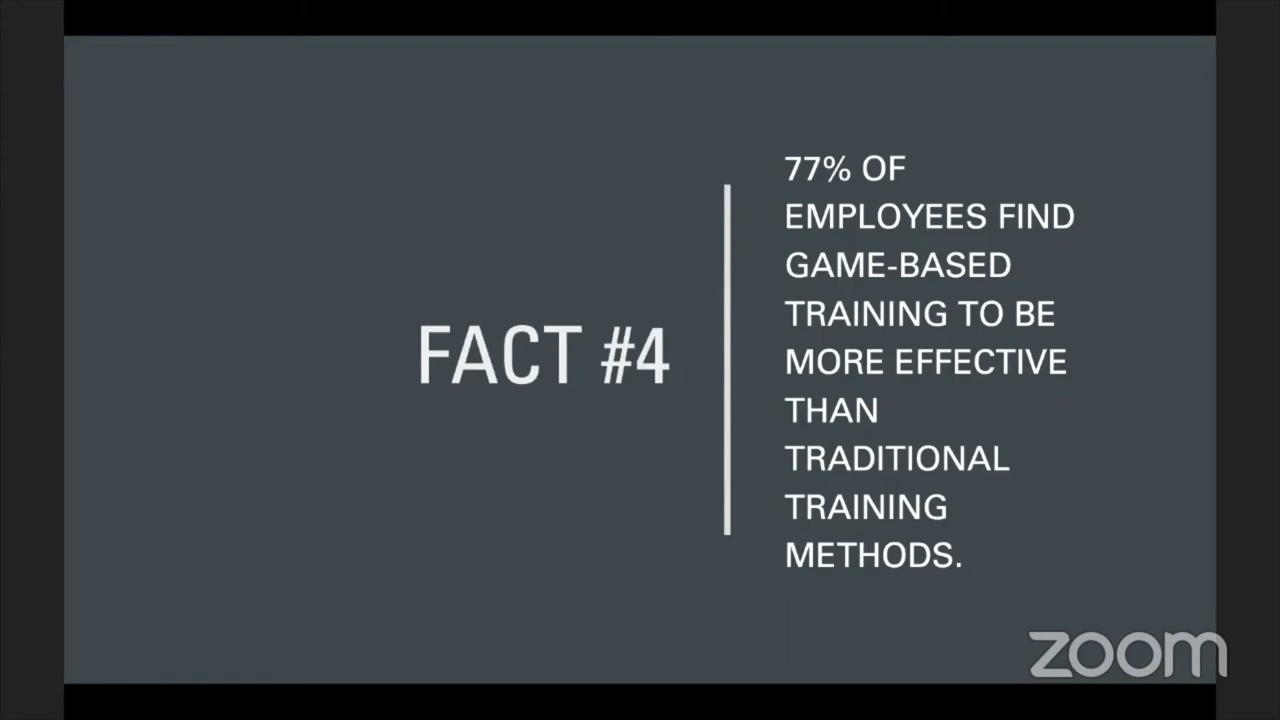 FACT #4
77% OF
EMPLOYEES FIND
GAME-BASED
TRAINING TO BE
MORE EFFECTIVE
THAN
TRADITIONAL
TRAINING
METHODS.
zoom